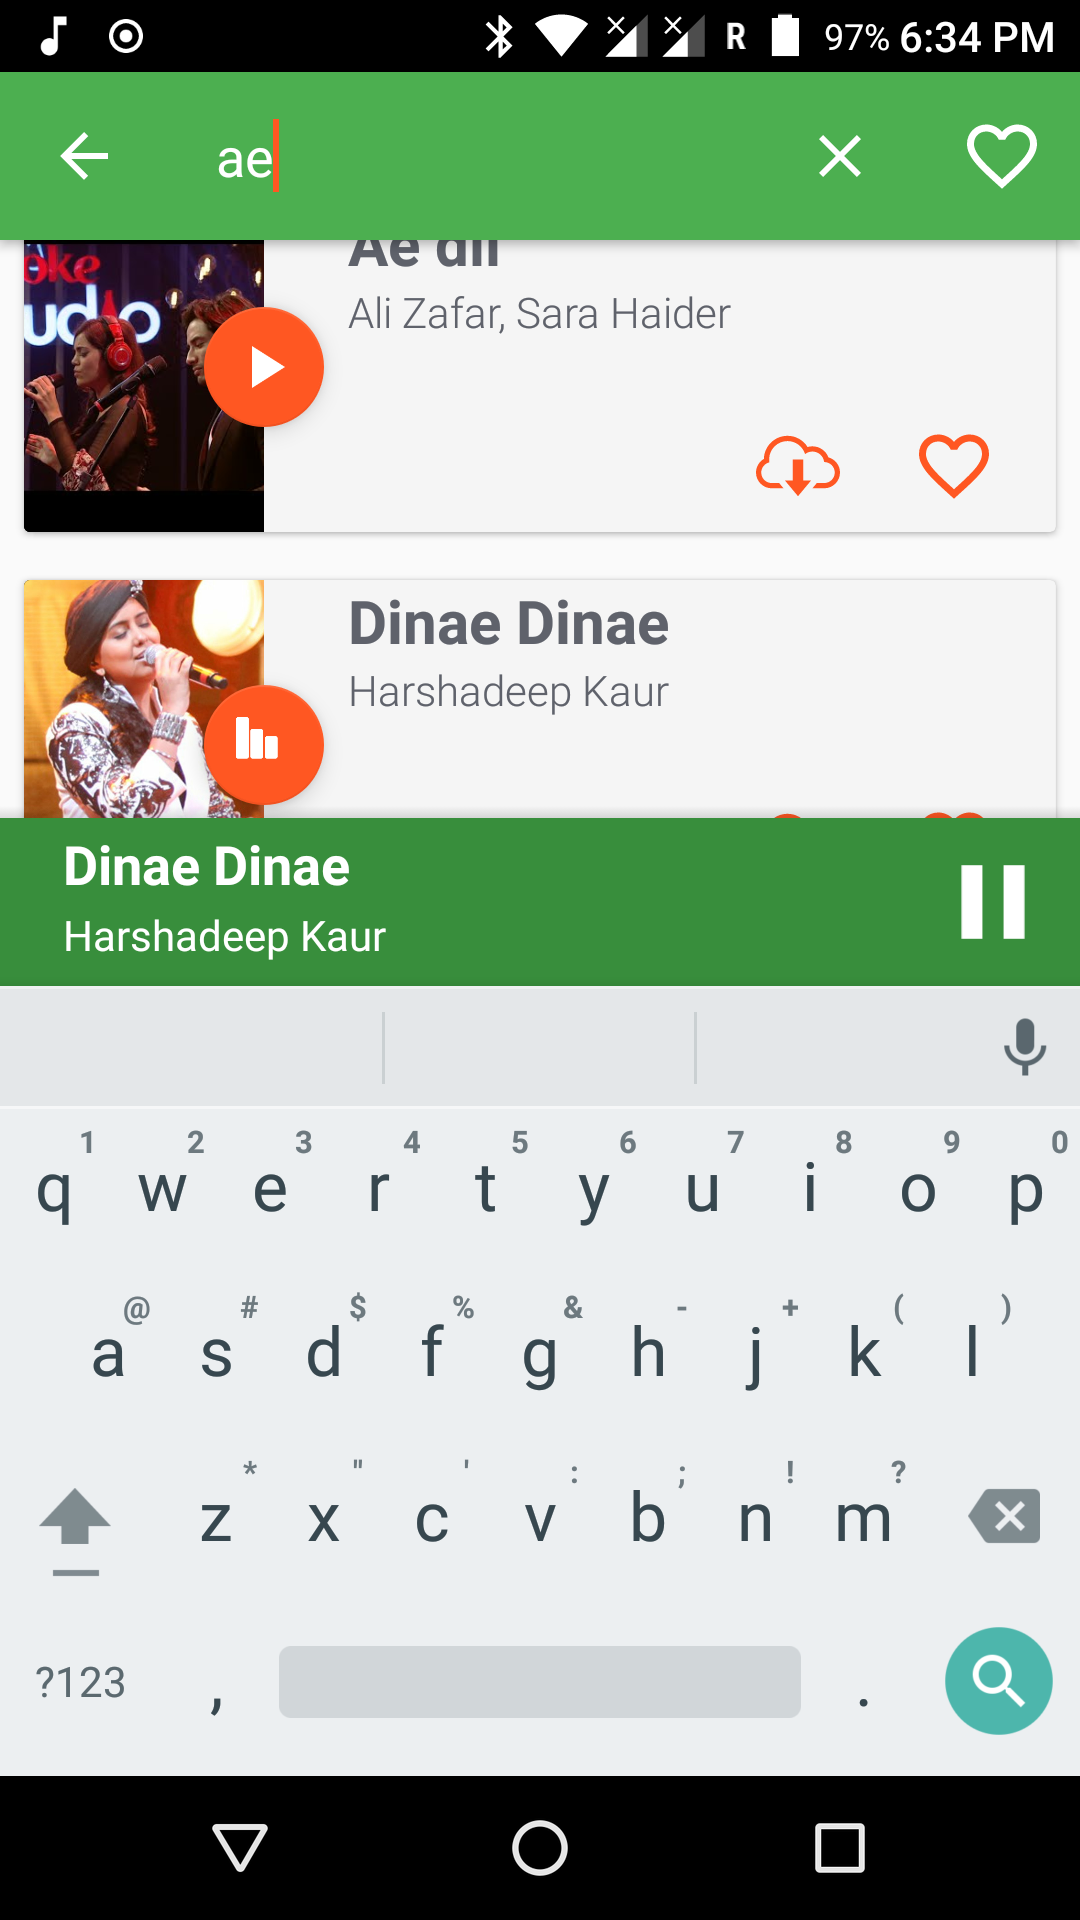 R 97% 6:34 PM
ae
Ae dil
Ali Zafar, Sara Haider
oke
udio
Dinae Dinae
Harshadeep Kaur
Dinae Dinae
Harshadeep Kaur
1 2 3 4 5 6 7 8 9 0
q w e r t y u i o p
@ # $ % & - + ( )
a s d f g h j k l
* " ' : ; ! ?
z x c v b n m
?123 , .